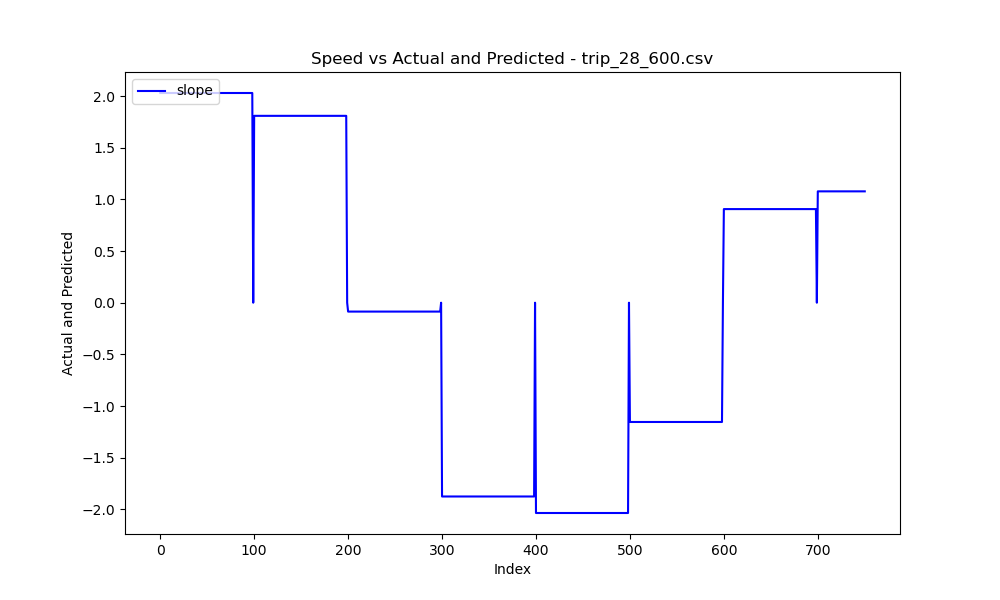 Speed vs Actual and Predicted - trip_28_600.csv
slope
Actual and Predicted
2.0
1.5
1.0
0.5
0.0
−0.5
−1.0
−1.5
−2.0
0 100 200 300 400 500 600 700
Index